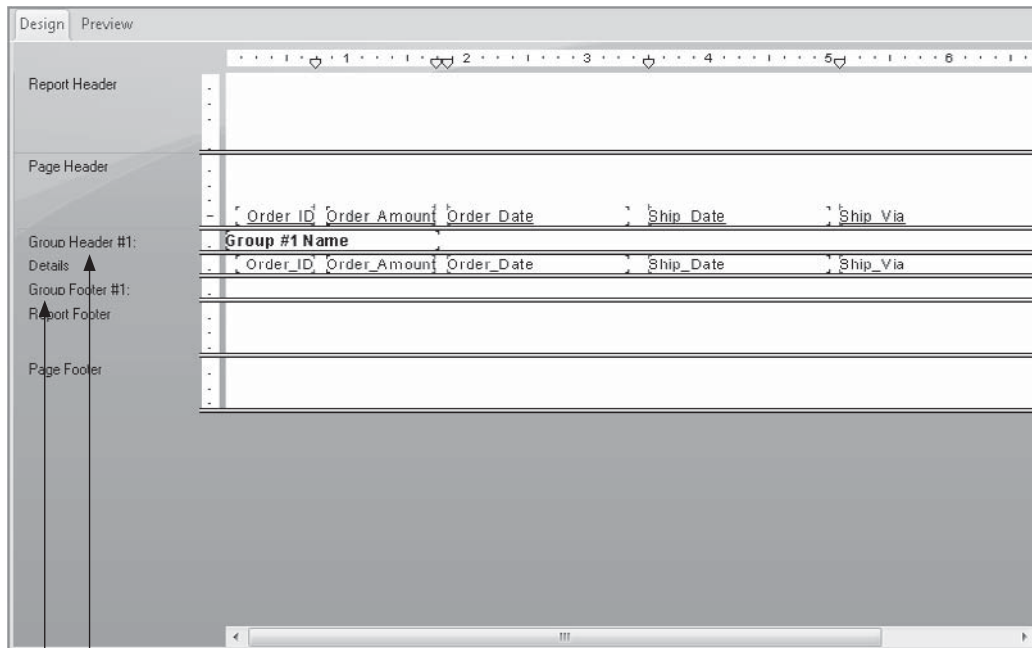 Design Preview
1 2 3 4 5 6
Report Header
Page Header
Order ID Order Amount Order Date Ship Date Ship Via
Group Header #1:
Group #1 Name
Details
Order_ID Order_Amount Order_Date Ship_Date Ship_Via
Group Footer #1:
Report Footer
Page Footer